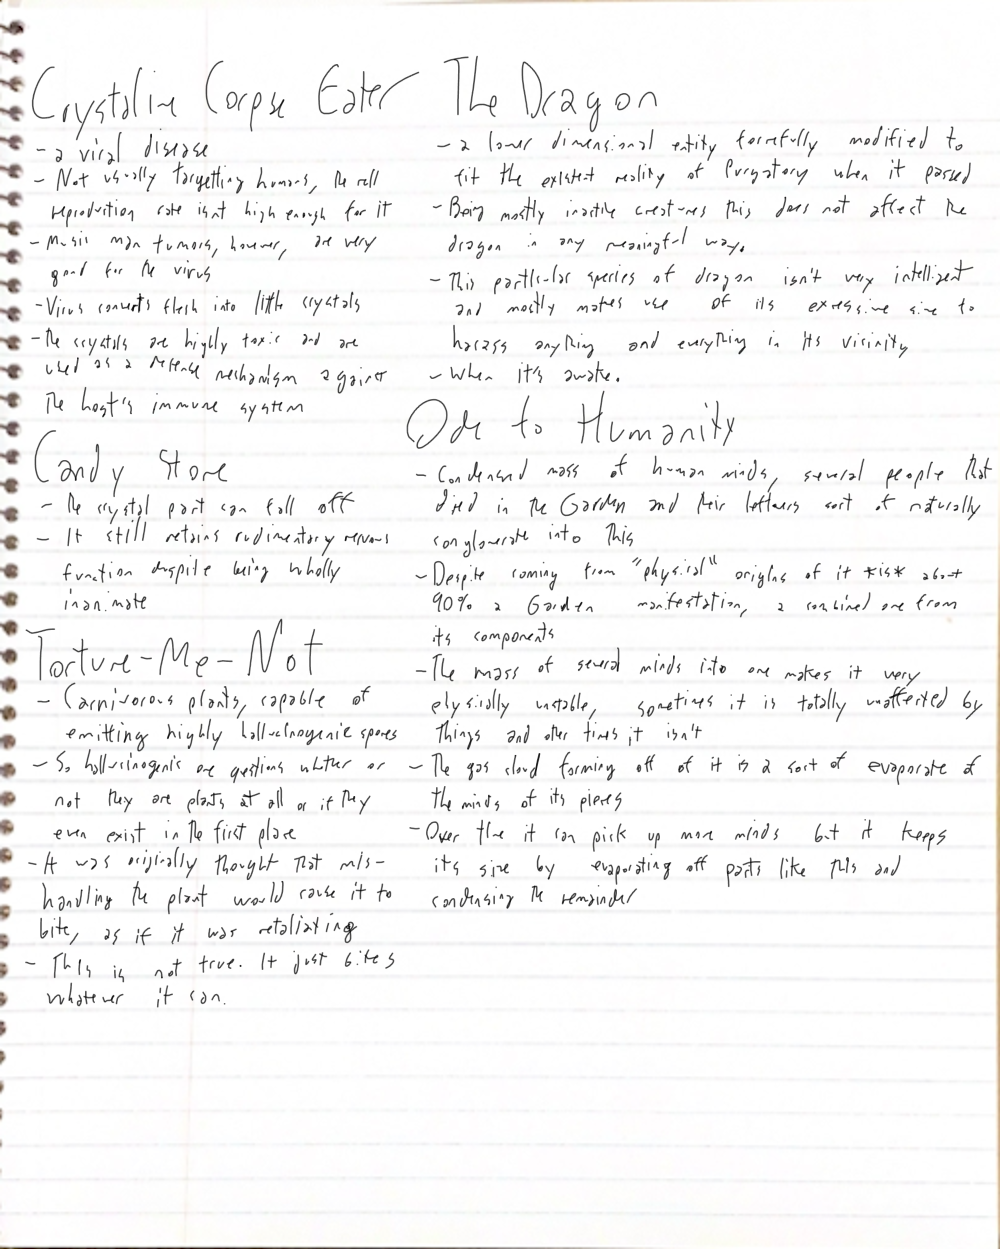 Crystaline Corpse Eater
- a viral disease
- Not usually targetting humans, the cell
reproduction rate isnt high enough for it
- Music man tumors, however, are very
good for the virus
- Virus converts flesh into little crystals
- The crystals are highly toxic and are
used as a defense mechanism against
the host's immune system
Candy Store
- The crystal part can fall off
- It still retains rudimentary nervous
function despite being wholly
inanimate
Torture-Me-Not
- Carnivorous plants, capable of
emitting highly hallucinogenic spores
- So hallucinogenic are questions whether or
not they are plants at all or if they
even exist in the first place
- It was originally thought that mis-
handling the plant would cause it to
bite, as if it was retaliating
- This is not true. It just bites
whatever it can.
The Dragon
- a lower dimensional entity forcefully modified to
fit the existent reality of Purgatory when it passed
- Being mostly inactive creatures this does not affect the
dragon in any meaningful way.
- This particular species of dragon isn't very intelligent
and mostly makes use of its excessive size to
harass anything and everything in its vicinity
- When it's awake.
Ode to Humanity
- Condensed mass of human minds, several people that
died in the Garden and their leftovers sort of naturally
conglomerate into this
- Despite coming from "physical" origins of it *is* about
90% a Garden manifestation, a combined one from
its components
- The mass of several minds into one makes it very
physically unstable, sometimes it is totally unaffected by
things and other times it isn't
- The gas cloud forming off of it is a sort of evaporate of
the minds of its pieces
- Over time it can pick up more minds but it keeps
its size by evaporating off parts like this and
condensing the remainder